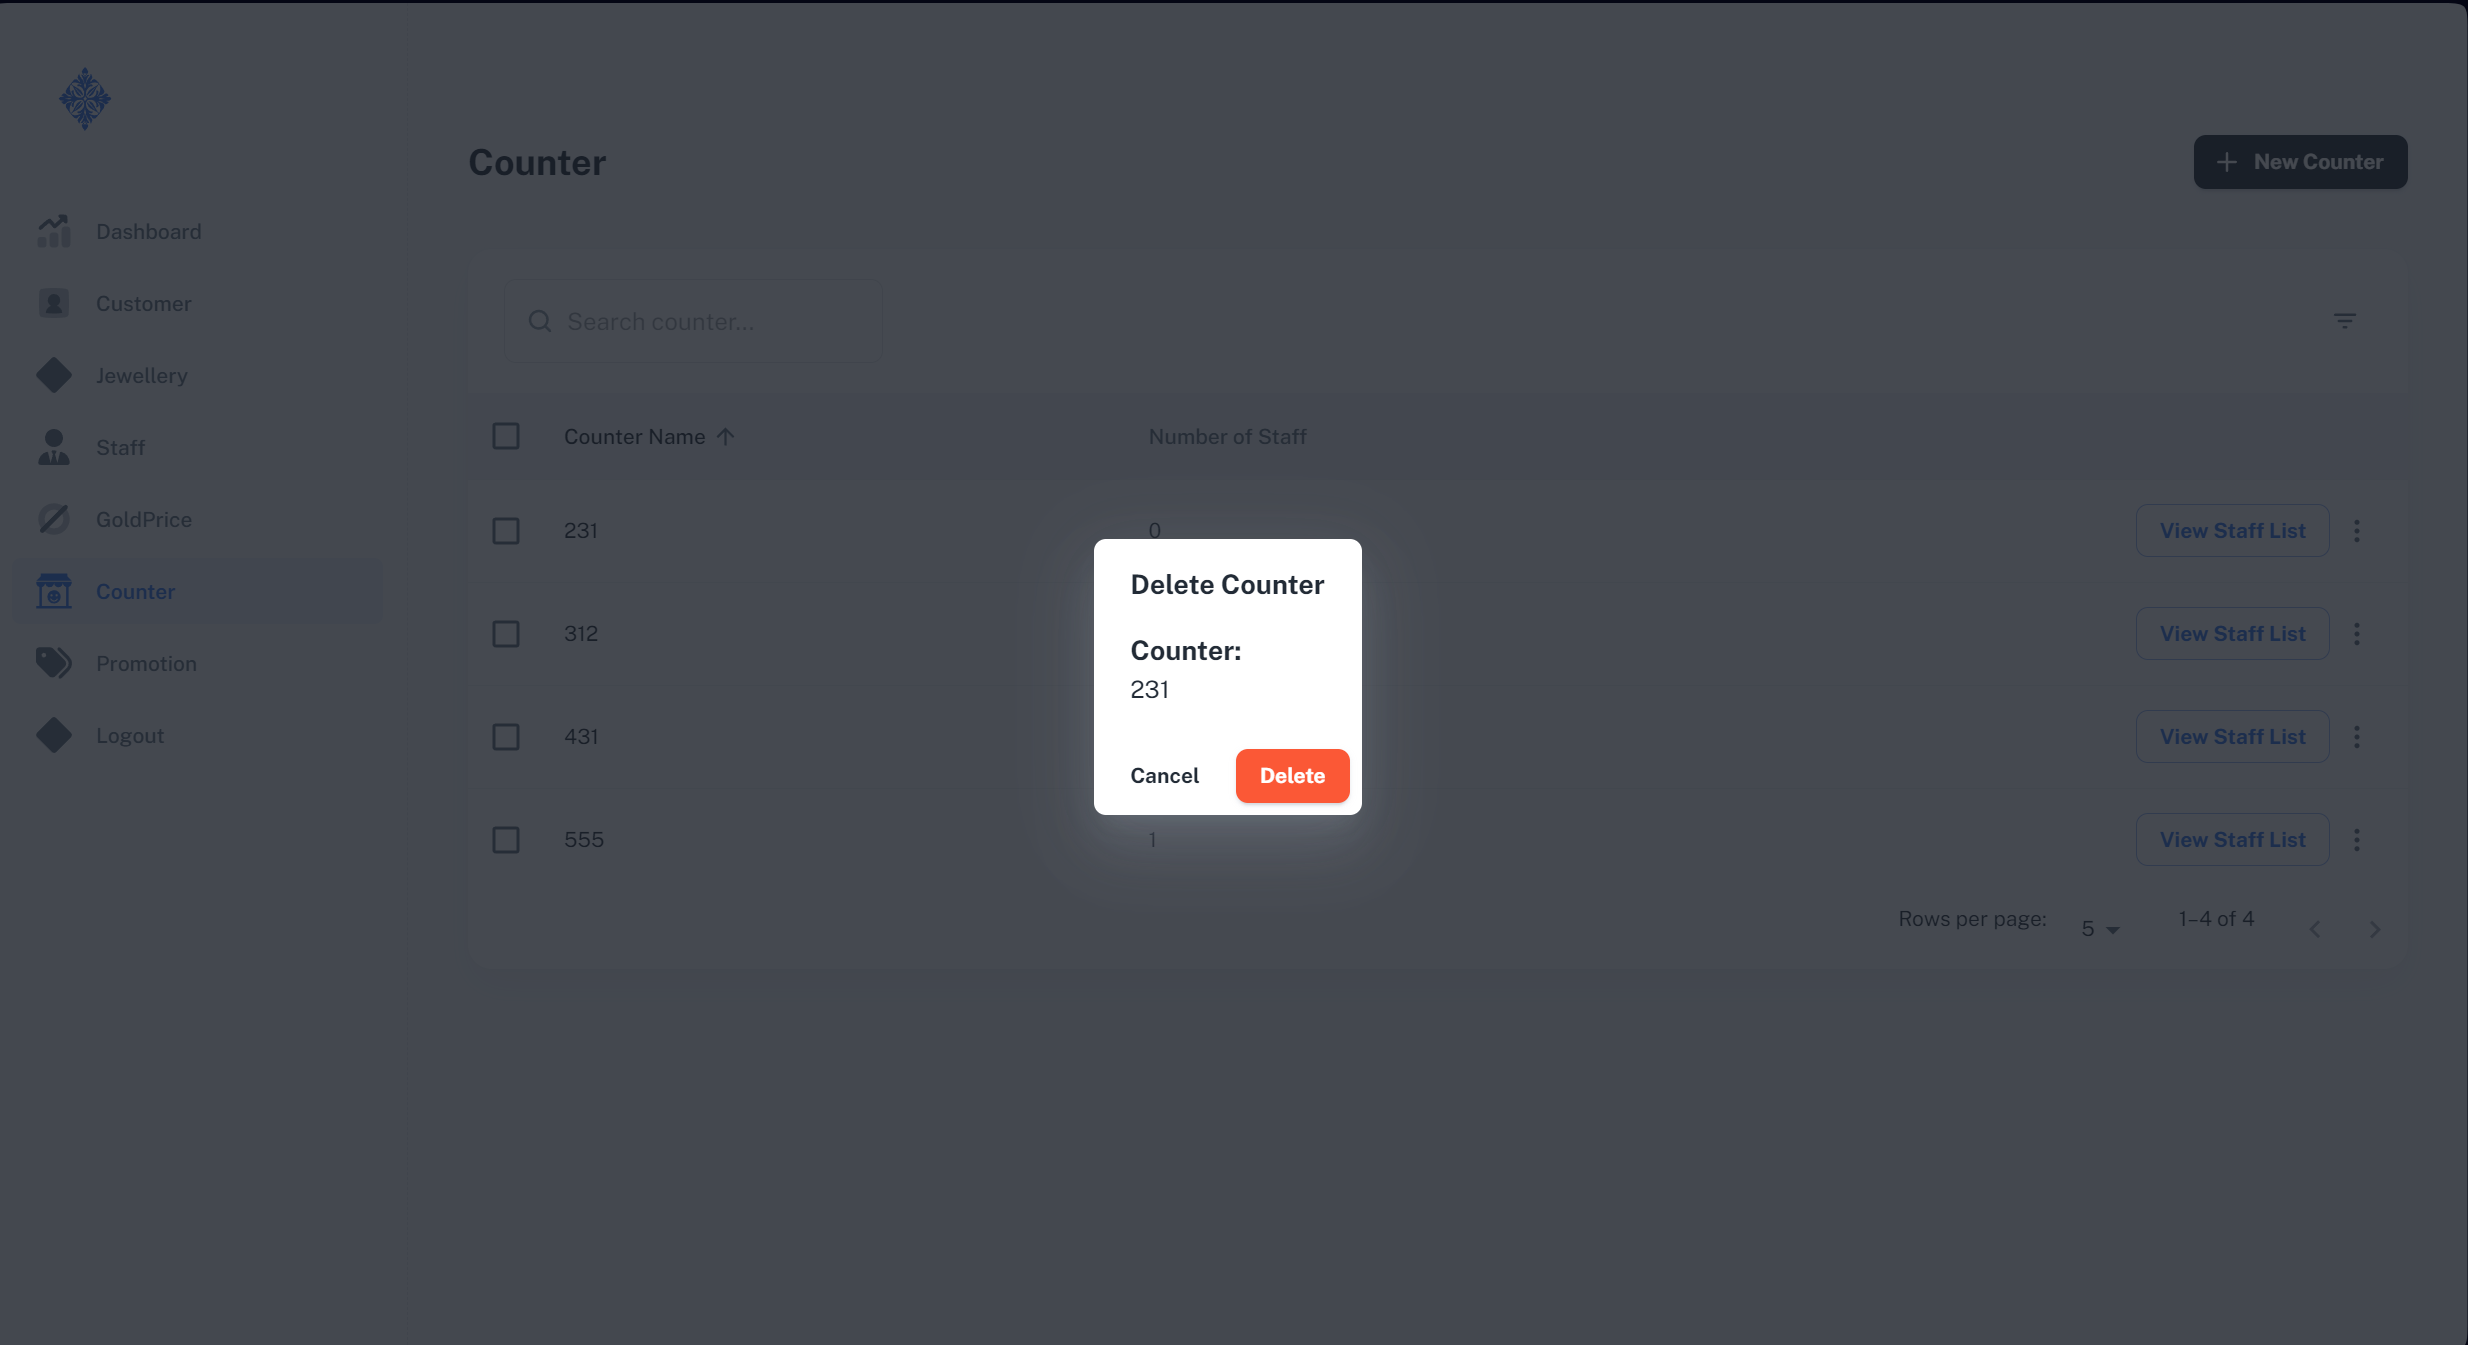 Counter
New Counter
Dashboard
Customer
Jewellery
Staff
GoldPrice
Counter
Promotion
Logout
Search counter...
Counter Name
Number of Staff
231
0
View Staff List
312
View Staff List
431
View Staff List
555
1
View Staff List
Rows per page:
5
1–4 of 4
Delete Counter
Counter:
231
Cancel
Delete